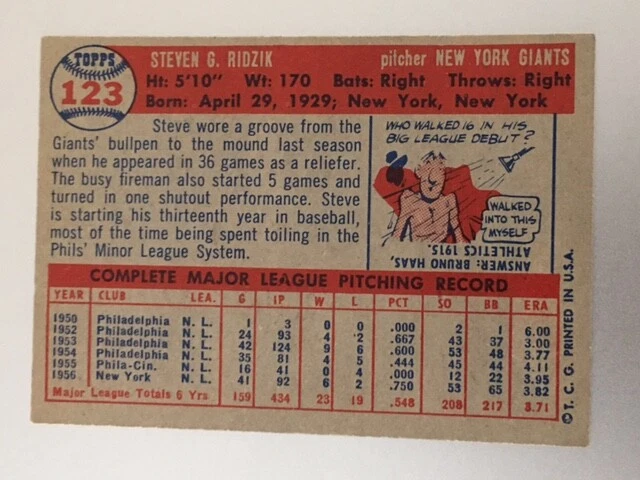 TOPPS
123
STEVEN G. RIDZIK pitcher NEW YORK GIANTS
Ht: 5'10" Wt: 170 Bats: Right Throws: Right
Born: April 29, 1929; New York, New York
Steve wore a groove from the
Giants' bullpen to the mound last season
when he appeared in 36 games as a reliefer.
The busy fireman also started 5 games and
turned in one shutout performance. Steve
is starting his thirteenth year in baseball,
most of the time being spent toiling in the
Phils' Minor League System.
WHO WALKED 16 IN HIS
BIG LEAGUE DEBUT?
I WALKED
INTO THIS
MYSELF
ANSWER: BRUNO HAAS,
ATHLETICS 1915.
COMPLETE MAJOR LEAGUE PITCHING RECORD
YEAR CLUB LEA. G IP W L PCT SO BB ERA
1950 Philadelphia N. L. 1 3 0 0 .000 2 1 6.00
1952 Philadelphia N. L. 24 93 4 2 .667 43 37 3.00
1953 Philadelphia N. L. 42 124 9 6 .600 53 48 3.77
1954 Philadelphia N. L. 35 81 4 5 .444 45 44 4.11
1955 Phila-Cin. N. L. 16 41 0 4 .000 12 22 3.95
1956 New York N. L. 41 92 6 2 .750 53 65 3.82
Major League Totals 6 Yrs 159 434 23 19 .548 208 217 3.71
© T. C. G. PRINTED IN U.S.A.